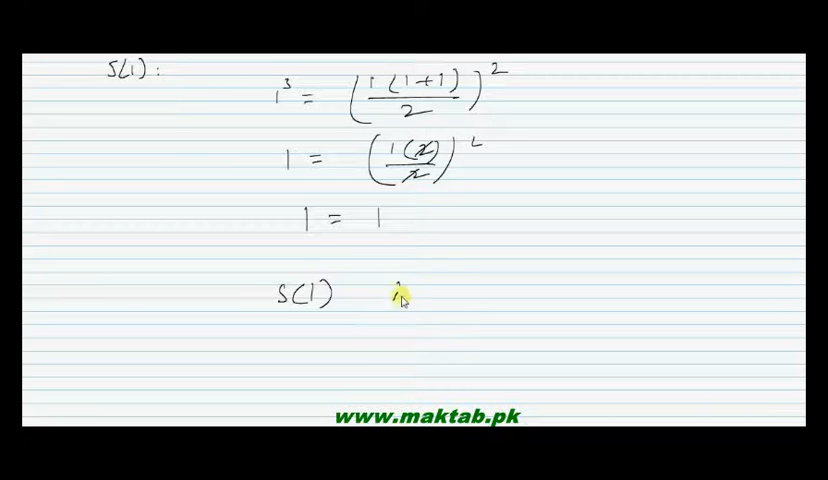 S(1):
1³ = (1(1+1)/2)²
1 = (1(2)/2)²
1 = 1
S(1) i
www.maktab.pk